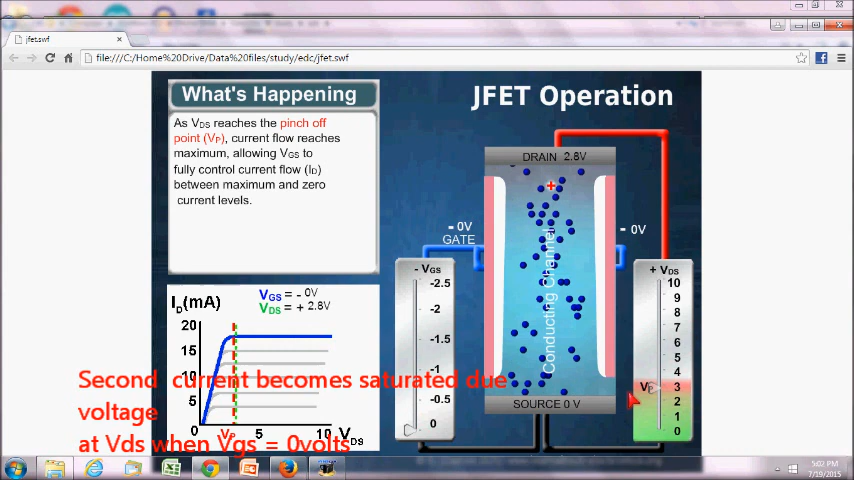 jfet.swf
file:///C:/Home%20Drive/Data%20files/study/edc/jfet.swf
What's Happening
As VDS reaches the pinch off
point (VP), current flow reaches
maximum, allowing VGS to
fully control current flow (ID)
between maximum and zero
current levels.
JFET Operation
DRAIN 2.8V
- 0V
GATE
- 0V
Conducting Channel
SOURCE 0 V
- VGS
-2.5
-2
-1.5
-1
-0.5
0
+ VDS
10
9
8
7
6
5
4
3
2
1
0
VP
ID(mA)
VGS = - 0V
VDS = + 2.8V
20
15
10
5
0
VP
5
10
VDS
Second current becomes saturated due
voltage
at Vds when Vgs = 0volts
5:02 PM
7/19/2015